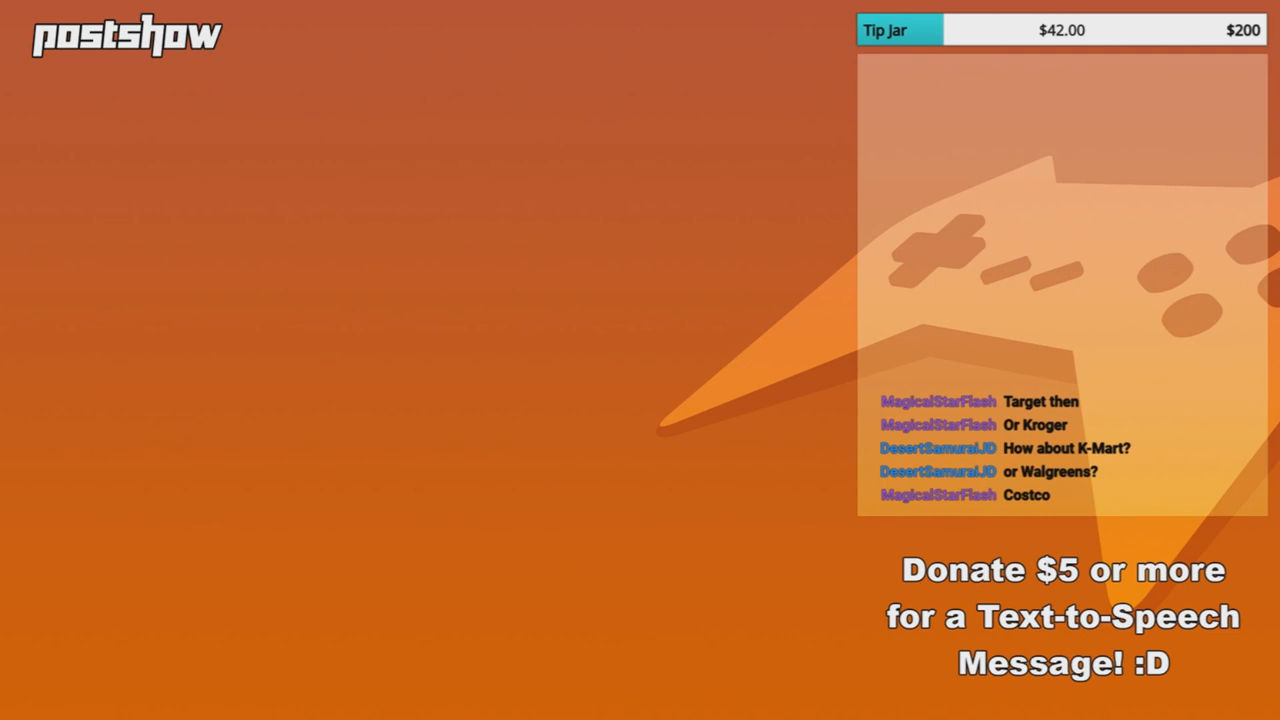 postshow
Tip Jar $42.00 $200
MagicalStarFlash Target then
MagicalStarFlash Or Kroger
DesertSamuraiJD How about K-Mart?
DesertSamuraiJD or Walgreens?
MagicalStarFlash Costco
Donate $5 or more
for a Text-to-Speech
Message! :D